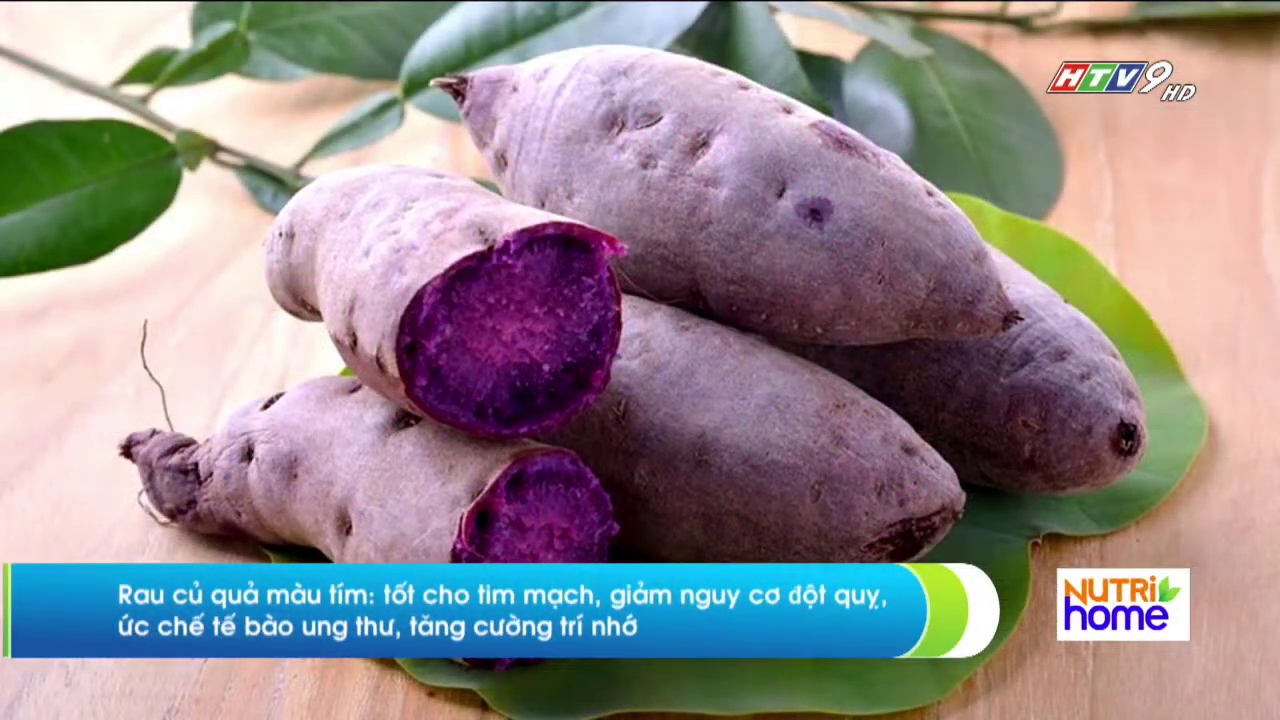 HTV9 HD
Rau củ quả màu tím: tốt cho tim mạch, giảm nguy cơ đột quỵ,
ức chế tế bào ung thư, tăng cường trí nhớ
NUTRi
home